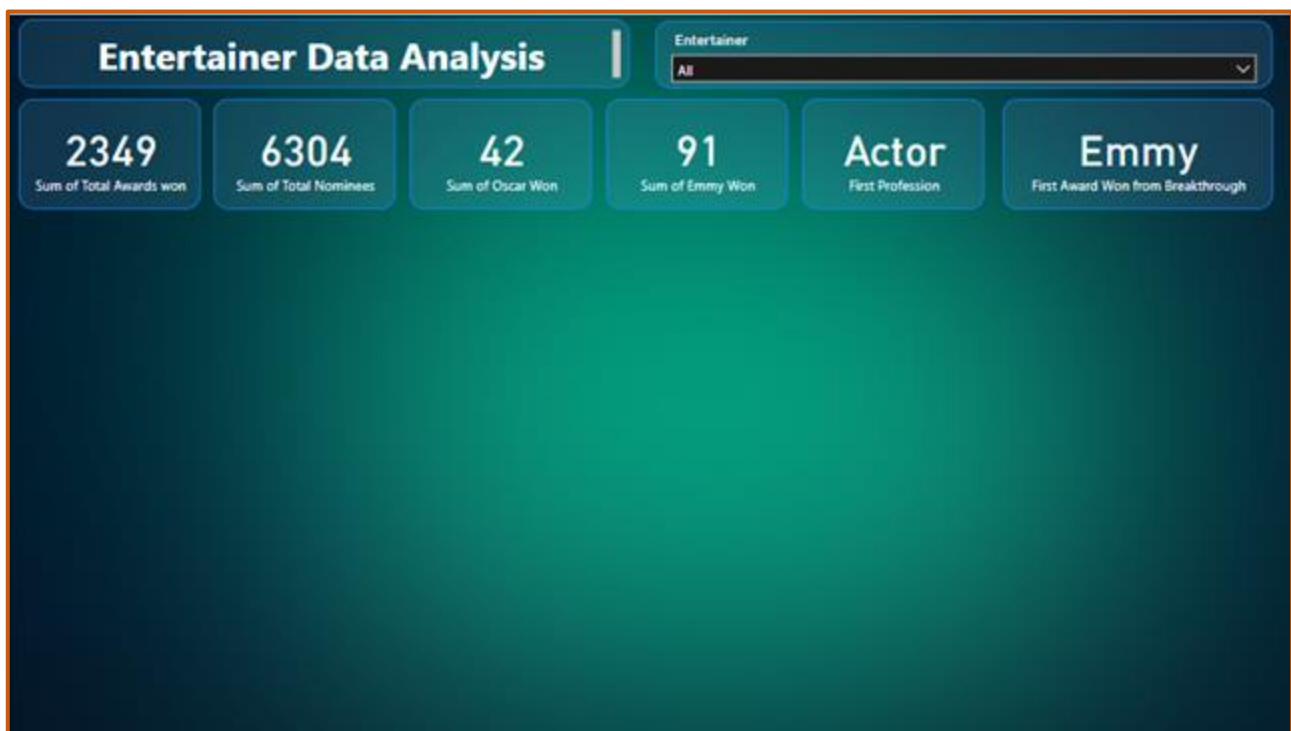 Entertainer Data Analysis
Entertainer
All
2349
Sum of Total Awards won
6304
Sum of Total Nominees
42
Sum of Oscar Won
91
Sum of Emmy Won
Actor
First Profession
Emmy
First Award Won from Breakthrough